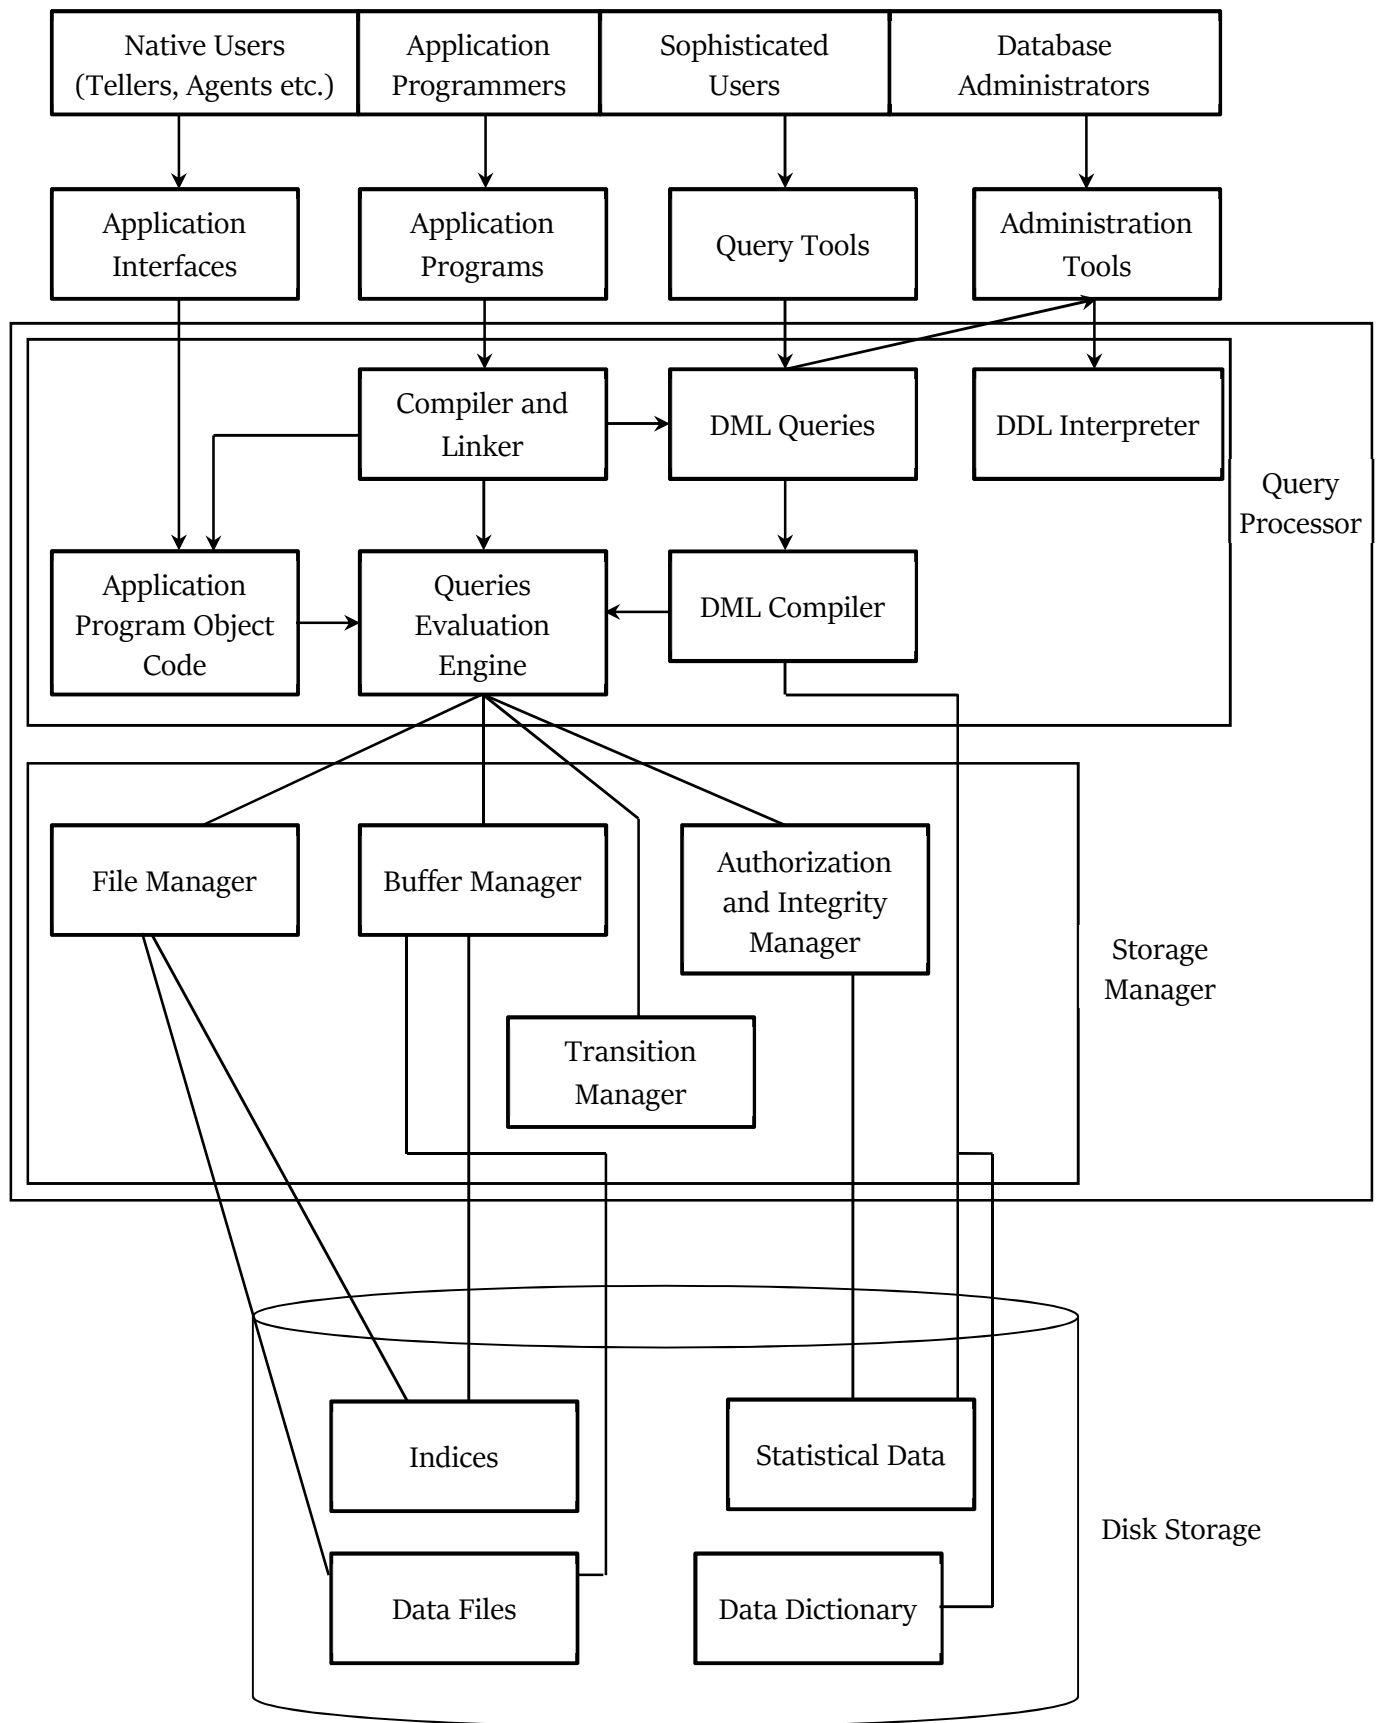 Native Users
(Tellers, Agents etc.)
Application
Programmers
Sophisticated
Users
Database
Administrators
Application
Interfaces
Application
Programs
Query Tools
Administration
Tools
Compiler and
Linker
DML Queries
DDL Interpreter
Query
Processor
Application
Program Object
Code
Queries
Evaluation
Engine
DML Compiler
File Manager
Buffer Manager
Authorization
and Integrity
Manager
Storage
Manager
Transition
Manager
Indices
Statistical Data
Disk Storage
Data Files
Data Dictionary